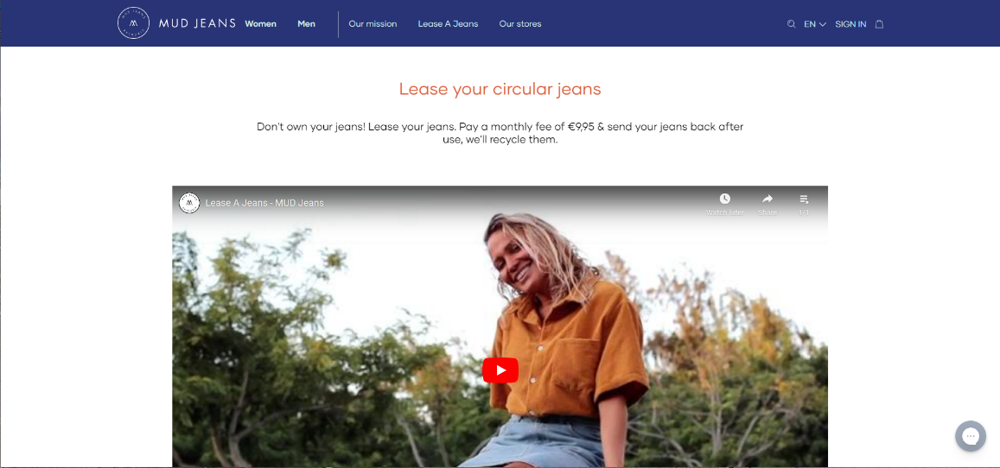 MUD JEANS
Women
Men
Our mission
Lease A Jeans
Our stores
EN
SIGN IN
Lease your circular jeans
Don't own your jeans! Lease your jeans. Pay a monthly fee of €9,95 & send your jeans back after
use, we'll recycle them.
Lease A Jeans - MUD Jeans
Watch later
Share
1/1